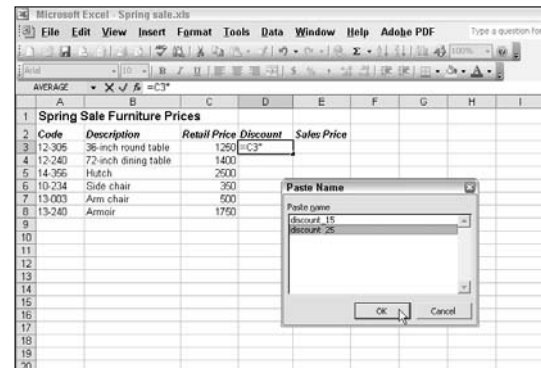 Microsoft Excel - Spring sale.xls
File Edit View Insert Format Tools Data Window Help Adobe PDF Type a question for
Arial 10 B I U $ % , A
100%
AVERAGE =C3*
A B C D E F G H I
1 Spring Sale Furniture Prices
2 Code Description Retail Price Discount Sales Price
3 12-305 36-inch round table 1250 =C3*
4 12-240 72-inch dining table 1400
5 14-356 Hutch 2500
6 10-234 Side chair 350
7 13-003 Arm chair 500
8 13-240 Armoir 1750
9
10
11
12
13
14
15
16
17
18
19
20
Paste Name
Paste name
discount_15
discount_25
OK Cancel